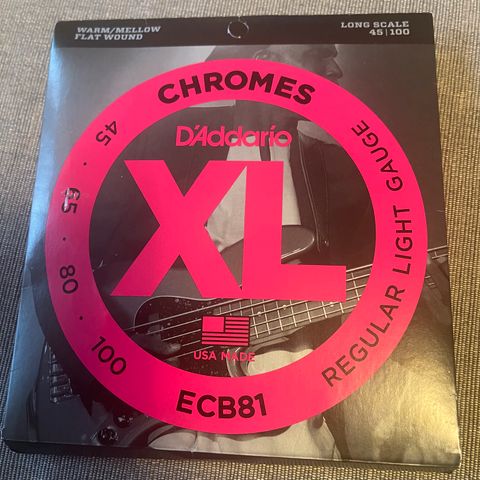 WARM/MELLOW
FLAT WOUND
LONG SCALE
45|100
CHROMES
D'Addario
XL
45 · 65 · 80 · 100
REGULAR LIGHT GAUGE
USA MADE
ECB81